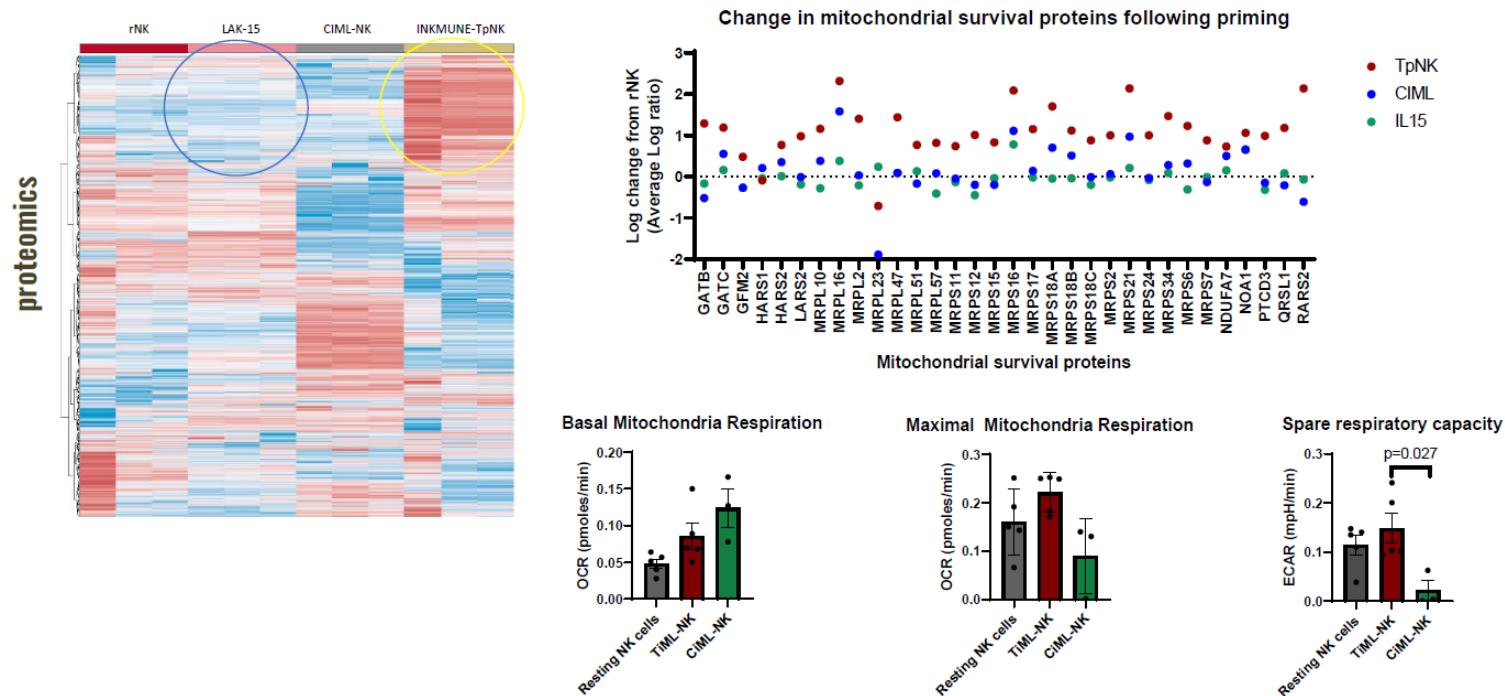 proteomics
rNK LAK-15 CIML-NK INKMUNE-TpNK
Change in mitochondrial survival proteins following priming
Log change from rNK
(Average Log ratio)
3
2
1
0
-1
-2
TpNK
CIML
IL15
GATB GATC GFM2 HARS1 HARS2 LARS2 MRPL10 MRPL16 MRPL2 MRPL23 MRPL47 MRPL51 MRPL57 MRPS11 MRPS12 MRPS15 MRPS16 MRPS17 MRPS18A MRPS18B MRPS18C MRPS2 MRPS21 MRPS24 MRPS34 MRPS6 MRPS7 NDUFA7 NOA1 PTCD3 QRSL1 RARS2
Mitochondrial survival proteins
Basal Mitochondria Respiration
OCR (pmoles/min)
0.20
0.15
0.10
0.05
0.00
Resting NK cells TiML-NK CiML-NK
Maximal Mitochondria Respiration
OCR (pmoles/min)
0.3
0.2
0.1
0.0
Resting NK cells TiML-NK CiML-NK
Spare respiratory capacity
p=0.027
ECAR (mpH/min)
0.3
0.2
0.1
0.0
Resting NK cells TiML-NK CiML-NK